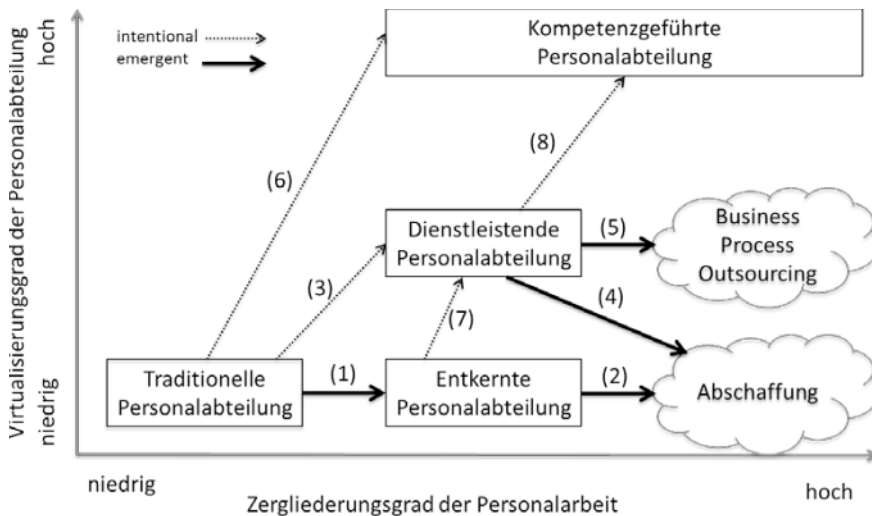 Virtualisierungsgrad der Personalabteilung
hoch
niedrig
intentional
emergent
Kompetenzgeführte
Personalabteilung
(8)
(6)
Dienstleistende
Personalabteilung
(5)
Business
Process
Outsourcing
(3)
(4)
(7)
Traditionelle
Personalabteilung
(1)
Entkernte
Personalabteilung
(2)
Abschaffung
niedrig
hoch
Zergliederungsgrad der Personalarbeit